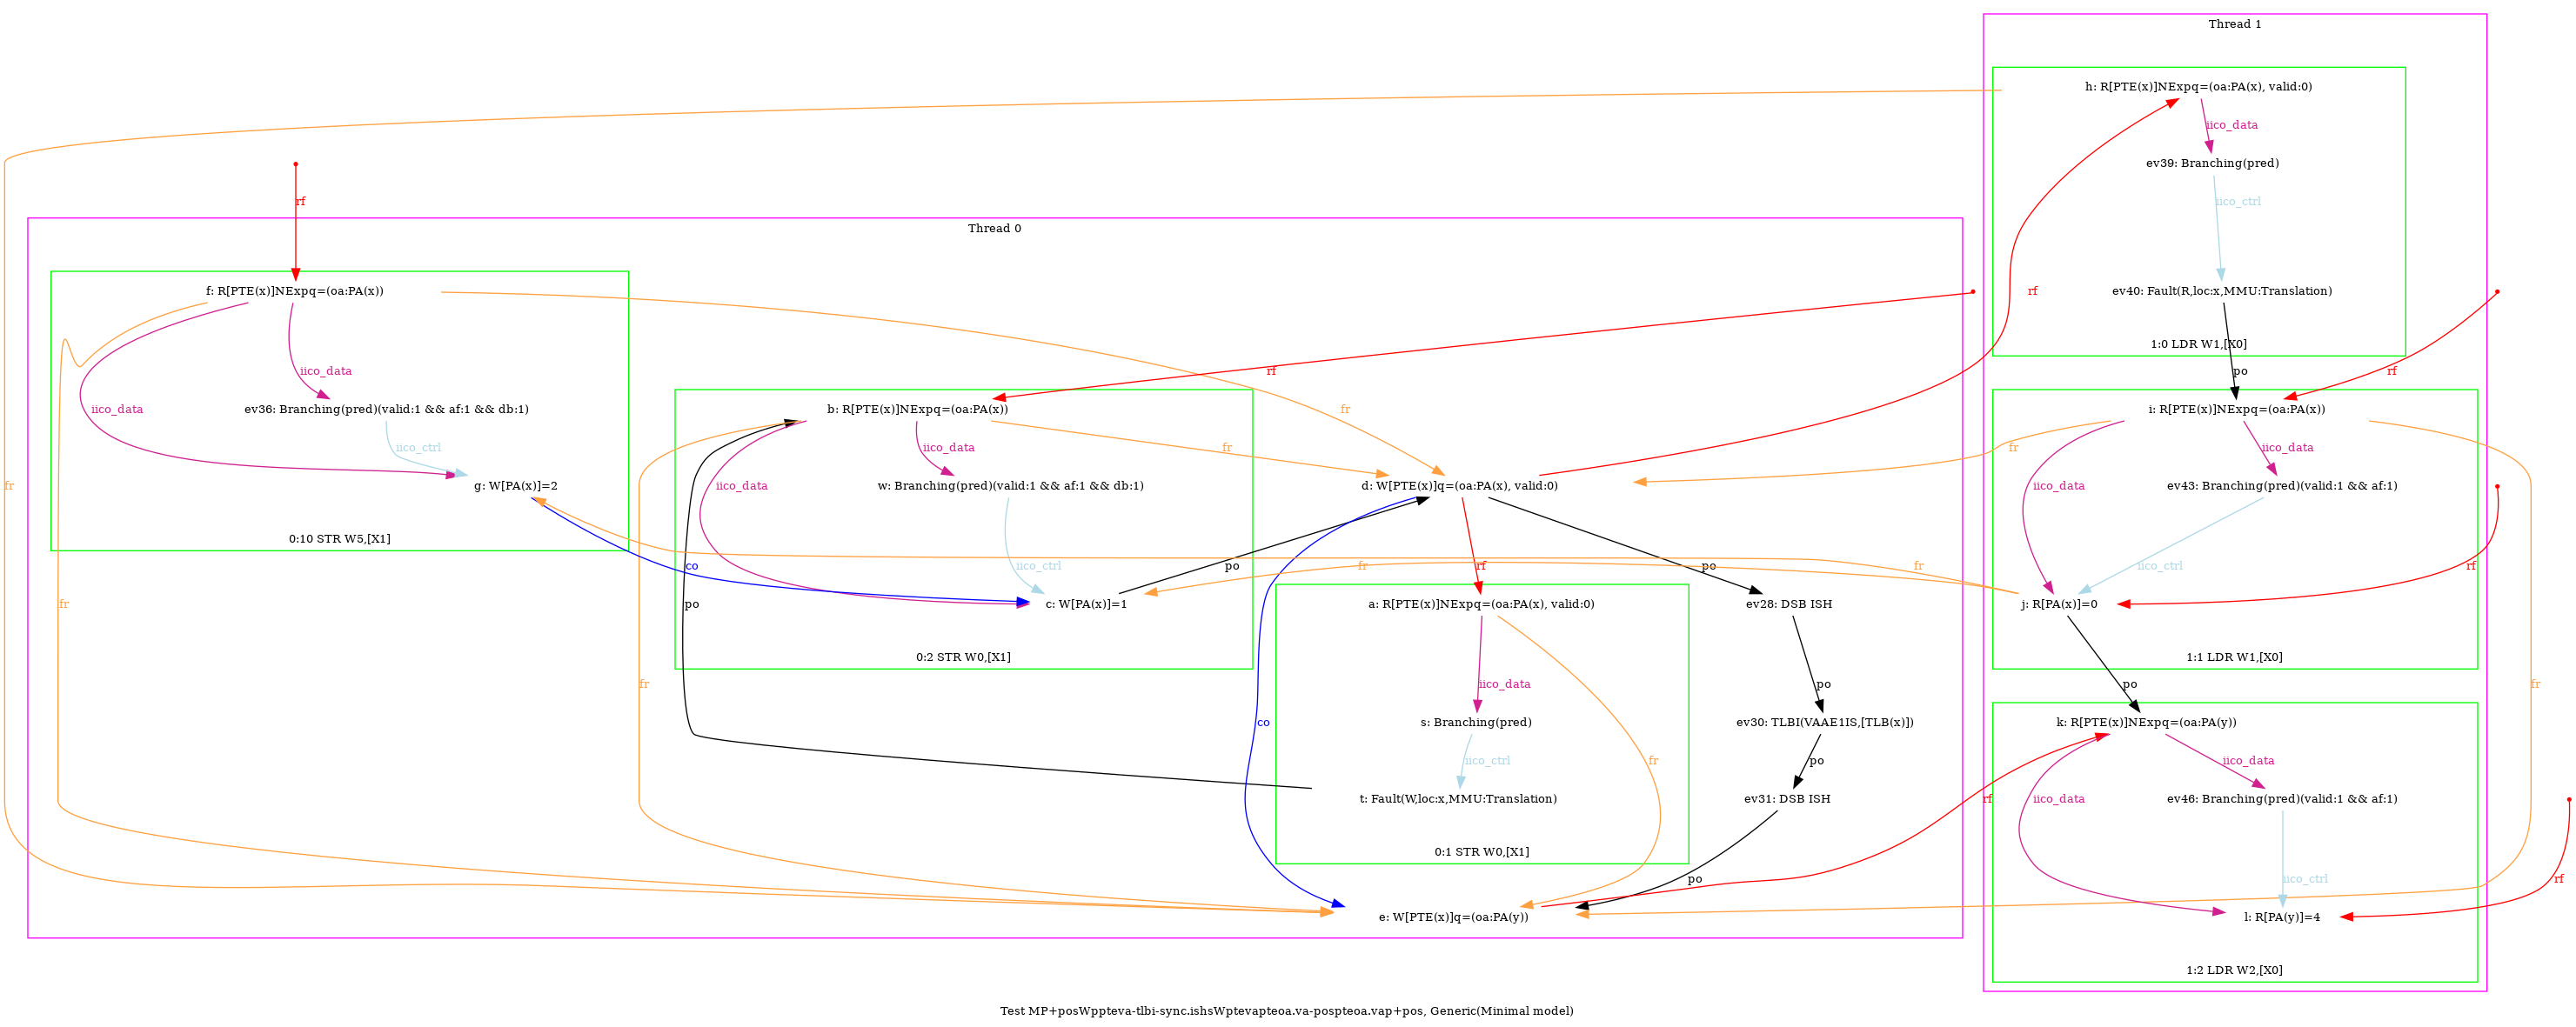 Thread 1
h: R[PTE(x)]NExpq=(oa:PA(x), valid:0)
iico_data
ev39: Branching(pred)
rf
iico_ctrl
Thread 0
f: R[PTE(x)]NExpq=(oa:PA(x))
rf
ev40: Fault(R,loc:x,MMU:Translation)
1:0 LDR W1,[X0]
iico_data
rf
po
rf
iico_data
ev36: Branching(pred)(valid:1 && af:1 && db:1)
fr
b: R[PTE(x)]NExpq=(oa:PA(x))
i: R[PTE(x)]NExpq=(oa:PA(x))
iico_ctrl
iico_data
fr
fr
iico_data
fr
g: W[PA(x)]=2
iico_data
w: Branching(pred)(valid:1 && af:1 && db:1)
d: W[PTE(x)]q=(oa:PA(x), valid:0)
iico_data
ev43: Branching(pred)(valid:1 && af:1)
0:10 STR W5,[X1]
co
iico_ctrl
po
fr
rf
po
fr
iico_ctrl
rf
fr
po
c: W[PA(x)]=1
a: R[PTE(x)]NExpq=(oa:PA(x), valid:0)
ev28: DSB ISH
j: R[PA(x)]=0
0:2 STR W0,[X1]
1:1 LDR W1,[X0]
fr
iico_data
po
po
fr
co
s: Branching(pred)
ev30: TLBI(VAAE1IS,[TLB(x)])
k: R[PTE(x)]NExpq=(oa:PA(y))
iico_ctrl
fr
po
iico_data
t: Fault(W,loc:x,MMU:Translation)
ev31: DSB ISH
rf
iico_data
ev46: Branching(pred)(valid:1 && af:1)
0:1 STR W0,[X1]
po
iico_ctrl
rf
e: W[PTE(x)]q=(oa:PA(y))
l: R[PA(y)]=4
1:2 LDR W2,[X0]
Test MP+posWppteva-tlbi-sync.ishsWptevapteoa.va-pospteoa.vap+pos, Generic(Minimal model)